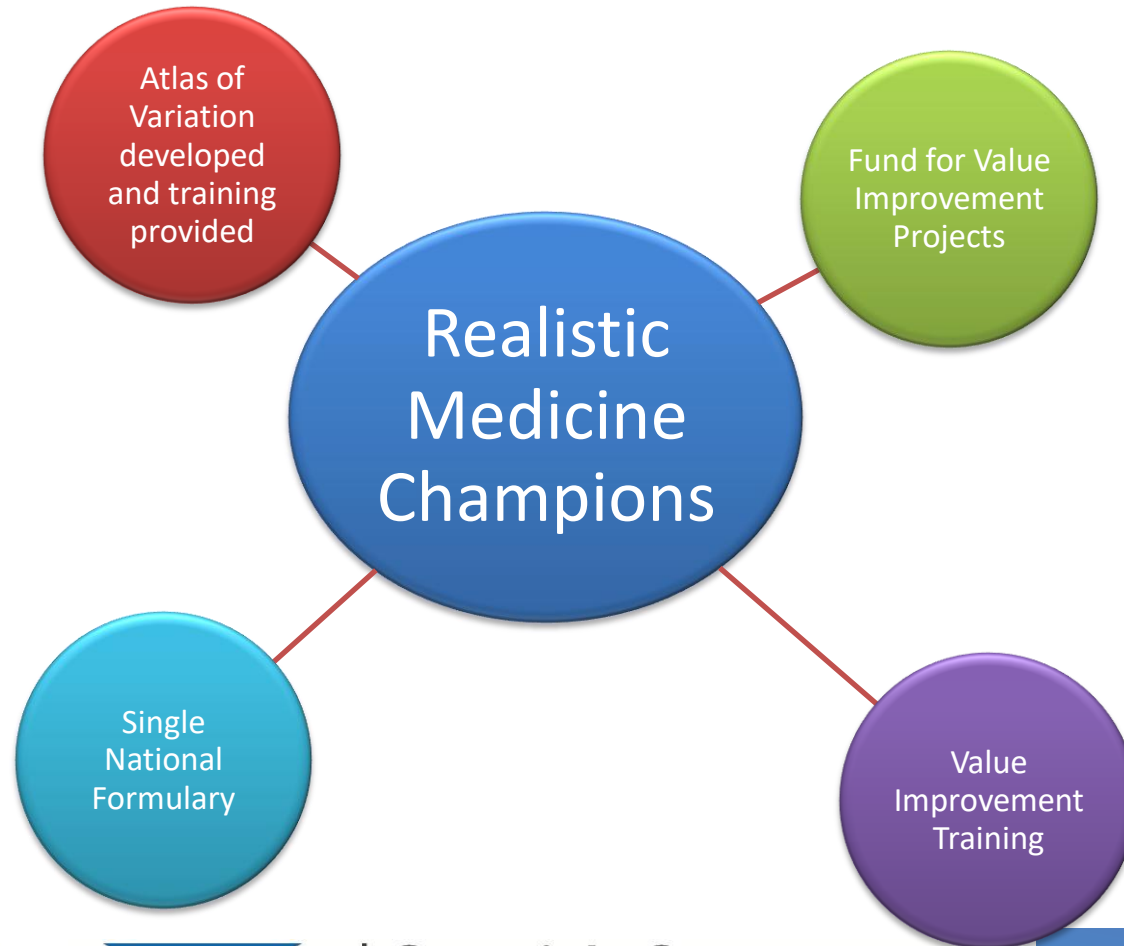 Atlas of
Variation
developed
and training
provided
Fund for Value
Improvement
Projects
Realistic
Medicine
Champions
Single
National
Formulary
Value
Improvement
Training